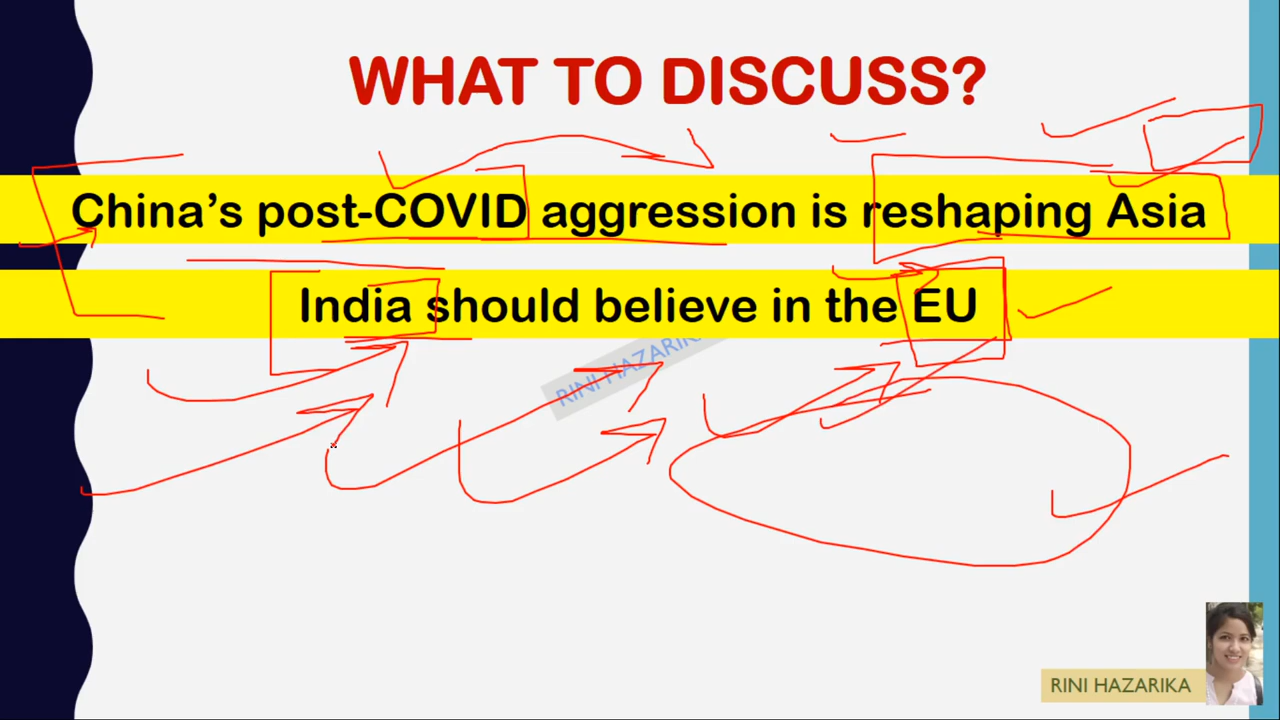 WHAT TO DISCUSS?
China's post-COVID aggression is reshaping Asia
India should believe in the EU
RINI HAZARIKA
RINI HAZARIKA